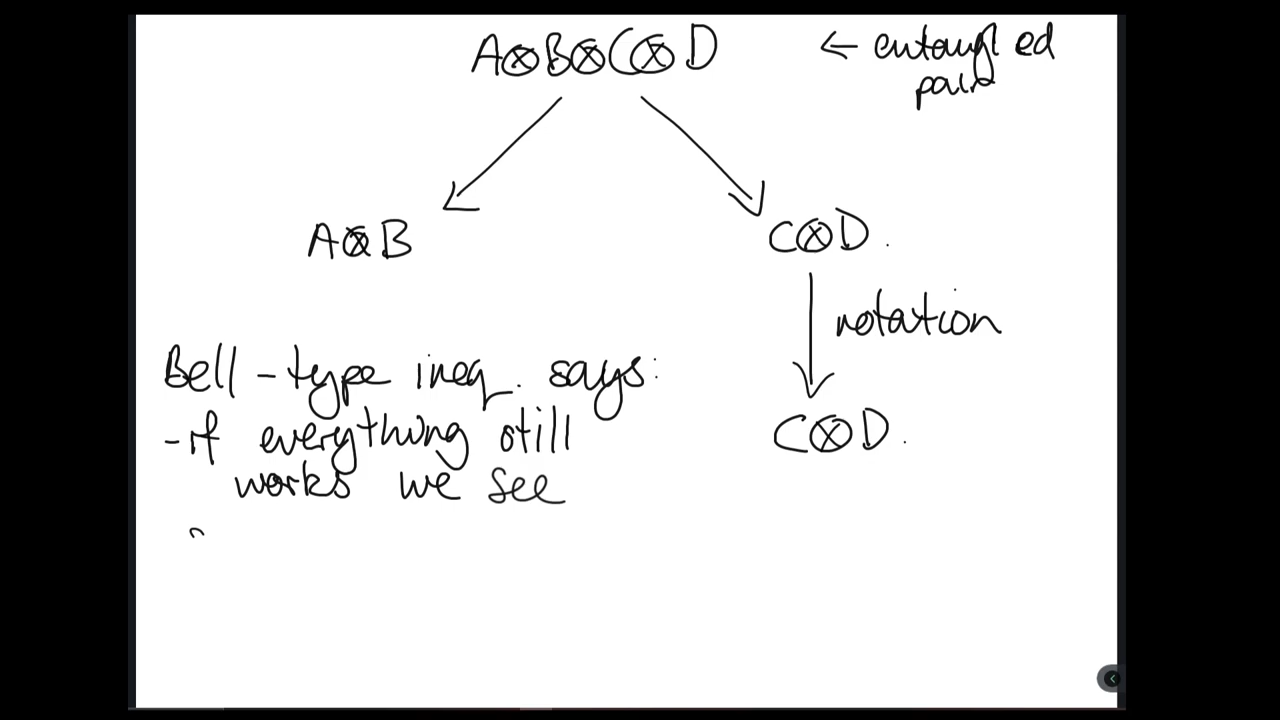 A⊗B⊗C⊗D ← entangled
pair
A⊗B
C⊗D.
rotation
C⊗D.
Bell-type ineq. says:
-if everything still
works we see